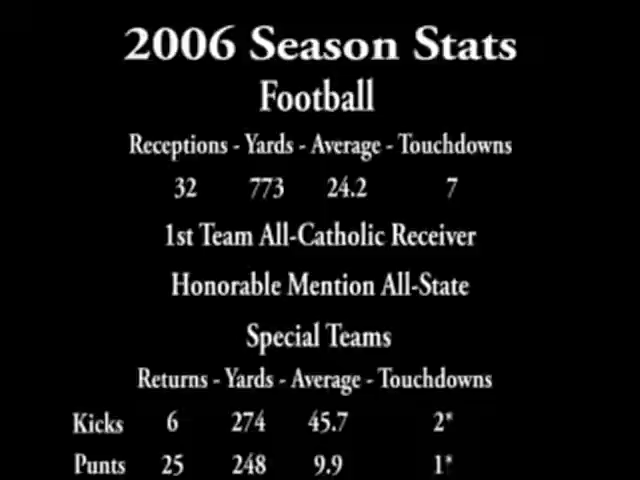 2006 Season Stats
Football
Receptions - Yards - Average - Touchdowns
32 773 24.2 7
1st Team All-Catholic Receiver
Honorable Mention All-State
Special Teams
Returns - Yards - Average - Touchdowns
Kicks 6 274 45.7 2*
Punts 25 248 9.9 1*